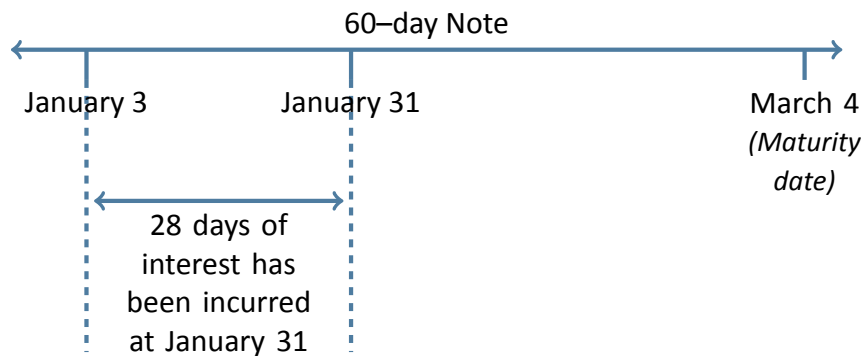 60–day Note
January 3
January 31
March 4
(Maturity
date)
28 days of
interest has
been incurred
at January 31